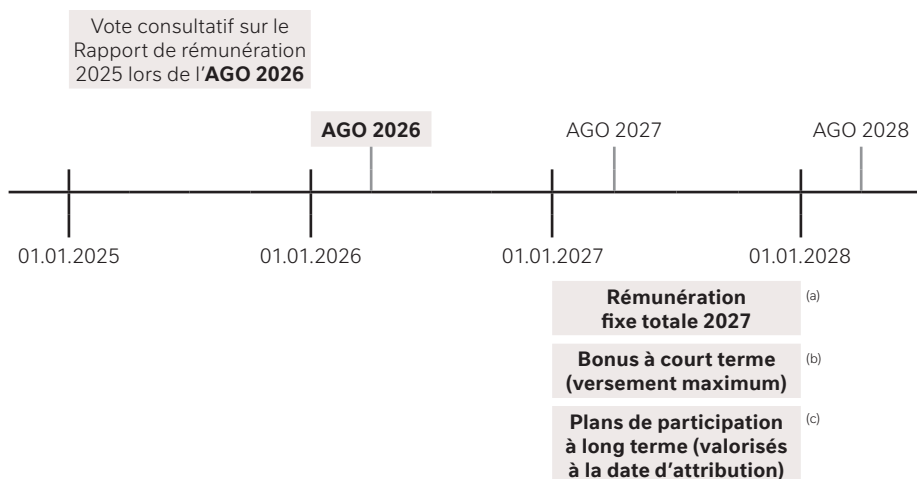 Vote consultatif sur le
Rapport de rémunération
2025 lors de l’AGO 2026
AGO 2026
AGO 2027
AGO 2028
01.01.2025
01.01.2026
01.01.2027
01.01.2028
Rémunération
fixe totale 2027
(a)
Bonus à court terme
(versement maximum)
(b)
Plans de participation
à long terme (valorisés
à la date d’attribution)
(c)